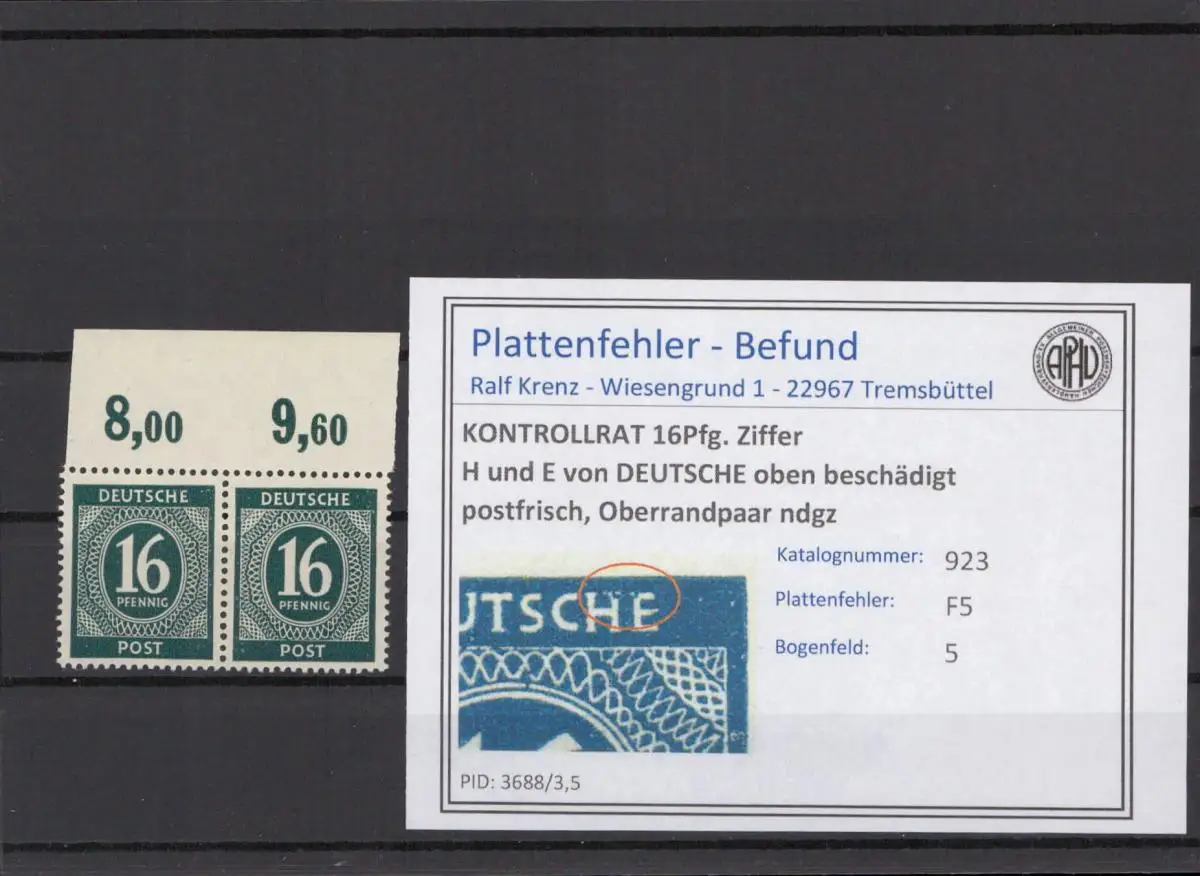 8,00 9,60
DEUTSCHE DEUTSCHE
16 16
PFENNIG PFENNIG
POST POST
Plattenfehler - Befund
APHV
Ralf Krenz - Wiesengrund 1 - 22967 Tremsbüttel
KONTROLLRAT 16Pfg. Ziffer
H und E von DEUTSCHE oben beschädigt
postfrisch, Oberrandpaar ndgz
UTSCHE
Katalognummer: 923
Plattenfehler: F5
Bogenfeld: 5
PID: 3688/3,5